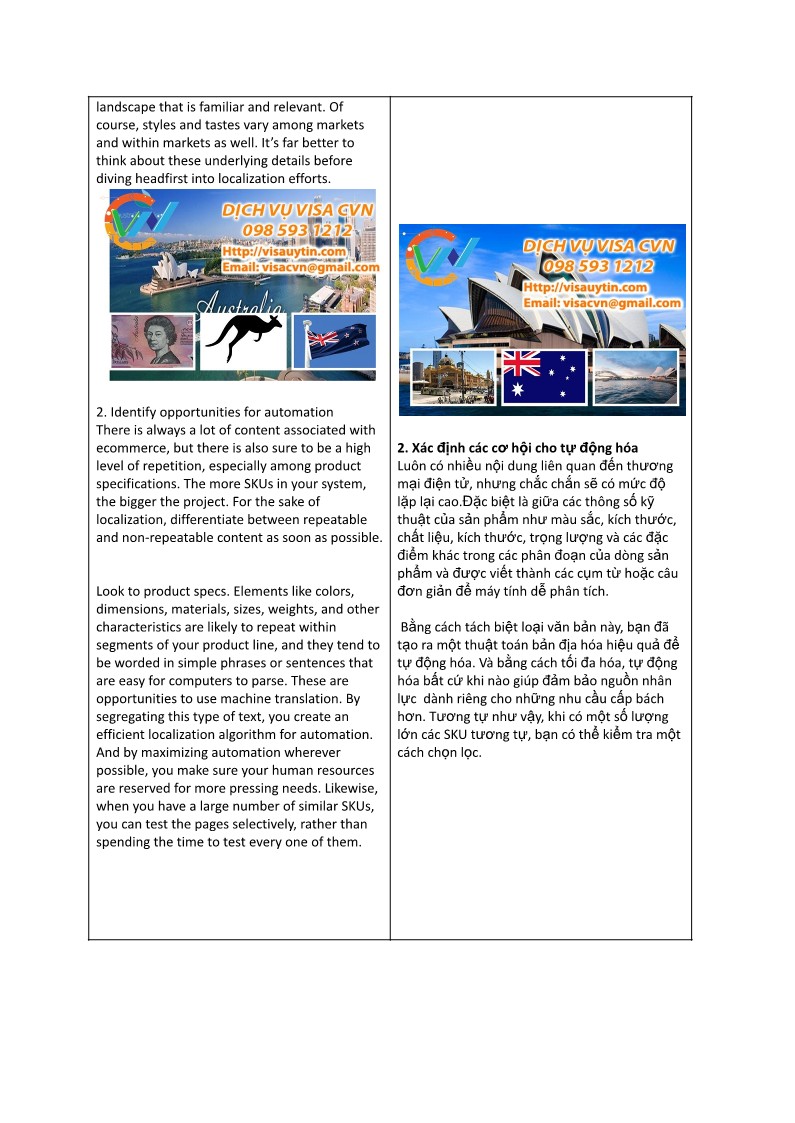 landscape that is familiar and relevant. Of
course, styles and tastes vary among markets
and within markets as well. It’s far better to
think about these underlying details before
diving headfirst into localization efforts.
DỊCH VỤ VISA CVN
098 593 1212
Http://visauytin.com
Email: visacvn@gmail.com
Australia
2. Identify opportunities for automation
There is always a lot of content associated with
ecommerce, but there is also sure to be a high
level of repetition, especially among product
specifications. The more SKUs in your system,
the bigger the project. For the sake of
localization, differentiate between repeatable
and non-repeatable content as soon as possible.
Look to product specs. Elements like colors,
dimensions, materials, sizes, weights, and other
characteristics are likely to repeat within
segments of your product line, and they tend to
be worded in simple phrases or sentences that
are easy for computers to parse. These are
opportunities to use machine translation. By
segregating this type of text, you create an
efficient localization algorithm for automation.
And by maximizing automation wherever
possible, you make sure your human resources
are reserved for more pressing needs. Likewise,
when you have a large number of similar SKUs,
you can test the pages selectively, rather than
spending the time to test every one of them.
DỊCH VỤ VISA CVN
098 593 1212
Http://visauytin.com
Email: visacvn@gmail.com
2. Xác định các cơ hội cho tự động hóa
Luôn có nhiều nội dung liên quan đến thương
mại điện tử, nhưng chắc chắn sẽ có mức độ
lặp lại cao.Đặc biệt là giữa các thông số kỹ
thuật của sản phẩm như màu sắc, kích thước,
chất liệu, kích thước, trọng lượng và các đặc
điểm khác trong các phân đoạn của dòng sản
phẩm và được viết thành các cụm từ hoặc câu
đơn giản để máy tính dễ phân tích.
Bằng cách tách biệt loại văn bản này, bạn đã
tạo ra một thuật toán bản địa hóa hiệu quả để
tự động hóa. Và bằng cách tối đa hóa, tự động
hóa bất cứ khi nào giúp đảm bảo nguồn nhân
lực  dành riêng cho những nhu cầu cấp bách
hơn. Tương tự như vậy, khi có một số lượng
lớn các SKU tương tự, bạn có thể kiểm tra một
cách chọn lọc.